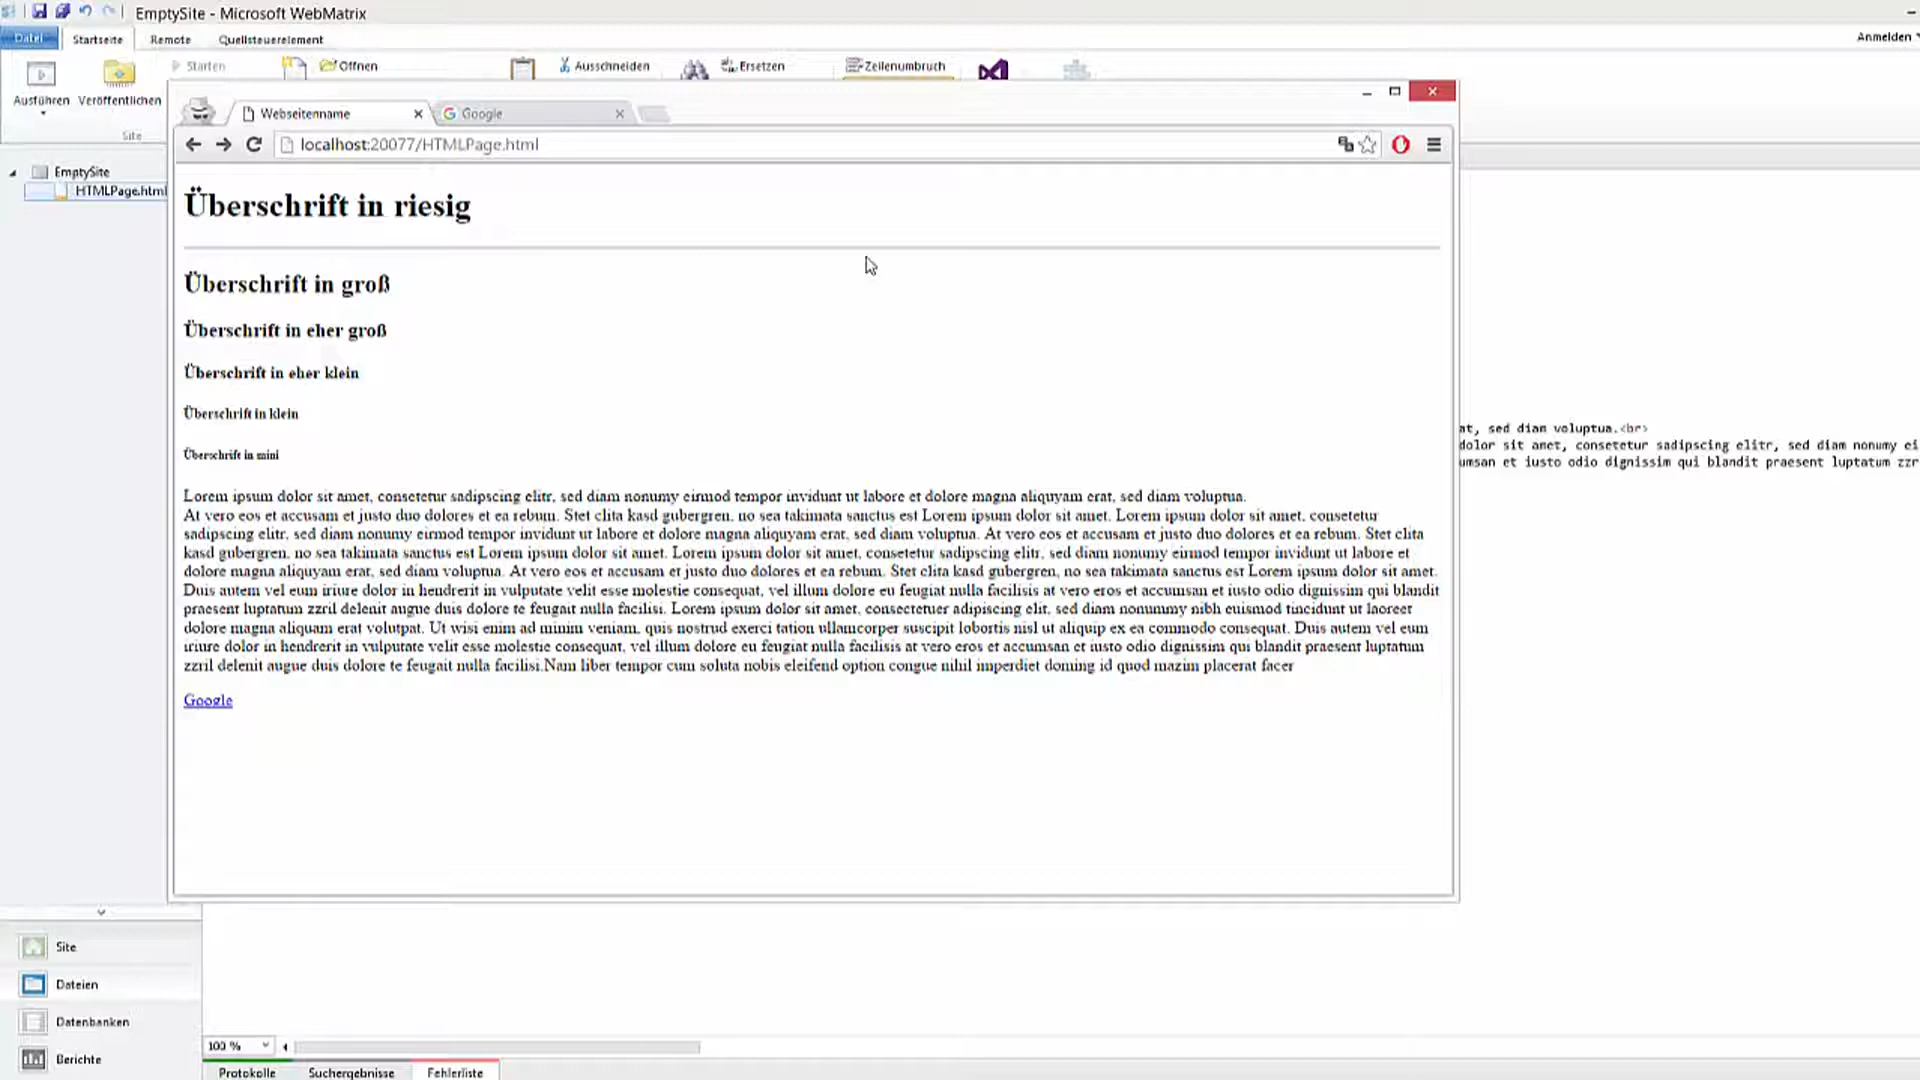 EmptySite - Microsoft WebMatrix
Datei Startseite Remote Quellsteuerelement
Anmelden
Starten Öffnen Ausschneiden Ersetzen Zeilenumbruch
Ausführen Veröffentlichen
Site
Webseitenname Google
localhost:20077/HTMLPage.html
EmptySite
HTMLPage.html
Überschrift in riesig
Überschrift in groß
Überschrift in eher groß
Überschrift in eher klein
Überschrift in klein
Überschrift in mini
at, sed diam voluptua.<br>
dolor sit amet, consetetur sadipscing elitr, sed diam nonumy ei
umsan et iusto odio dignissim qui blandit praesent luptatum zzr
Lorem ipsum dolor sit amet, consetetur sadipscing elitr, sed diam nonumy eirmod tempor invidunt ut labore et dolore magna aliquyam erat, sed diam voluptua.
At vero eos et accusam et justo duo dolores et ea rebum. Stet clita kasd gubergren, no sea takimata sanctus est Lorem ipsum dolor sit amet. Lorem ipsum dolor sit amet, consetetur
sadipscing elitr, sed diam nonumy eirmod tempor invidunt ut labore et dolore magna aliquyam erat, sed diam voluptua. At vero eos et accusam et justo duo dolores et ea rebum. Stet clita
kasd gubergren, no sea takimata sanctus est Lorem ipsum dolor sit amet. Lorem ipsum dolor sit amet, consetetur sadipscing elitr, sed diam nonumy eirmod tempor invidunt ut labore et
dolore magna aliquyam erat, sed diam voluptua. At vero eos et accusam et justo duo dolores et ea rebum. Stet clita kasd gubergren, no sea takimata sanctus est Lorem ipsum dolor sit amet.
Duis autem vel eum iriure dolor in hendrerit in vulputate velit esse molestie consequat, vel illum dolore eu feugiat nulla facilisis at vero eros et accumsan et iusto odio dignissim qui blandit
praesent luptatum zzril delenit augue duis dolore te feugait nulla facilisi. Lorem ipsum dolor sit amet, consectetuer adipiscing elit, sed diam nonummy nibh euismod tincidunt ut laoreet
dolore magna aliquam erat volutpat. Ut wisi enim ad minim veniam, quis nostrud exerci tation ullamcorper suscipit lobortis nisl ut aliquip ex ea commodo consequat. Duis autem vel eum
iriure dolor in hendrerit in vulputate velit esse molestie consequat, vel illum dolore eu feugiat nulla facilisis at vero eros et accumsan et iusto odio dignissim qui blandit praesent luptatum
zzril delenit augue duis dolore te feugait nulla facilisi.Nam liber tempor cum soluta nobis eleifend option congue nihil imperdiet doming id quod mazim placerat facer
Google
Site
Dateien
Datenbanken
Berichte
100 %
Protokolle Suchergebnisse Fehlerliste